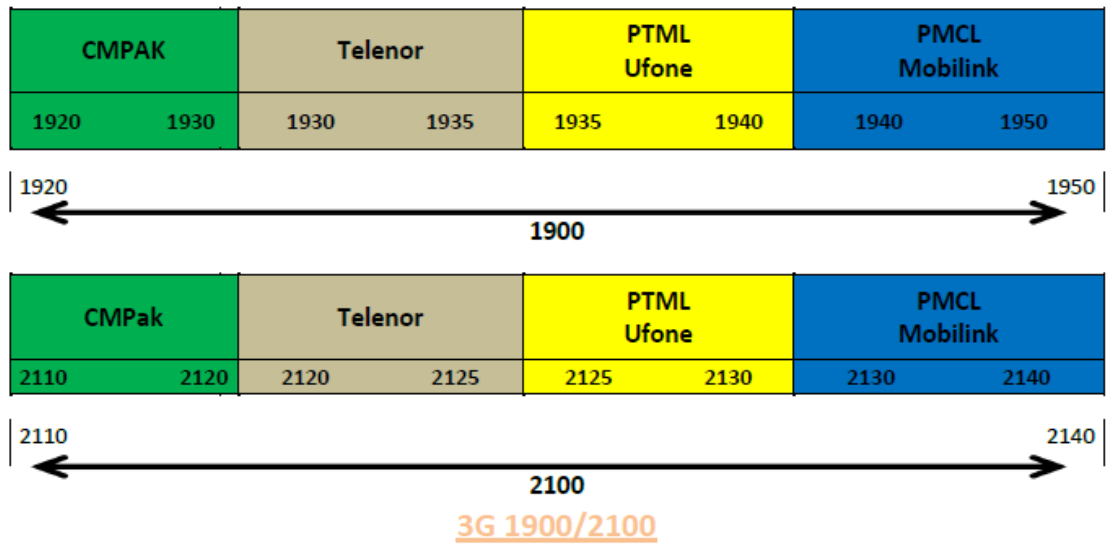 CMPAK Telenor PTML Ufone PMCL Mobilink
1920 1930 1930 1935 1935 1940 1940 1950
1920 1950
1900
CMPak Telenor PTML Ufone PMCL Mobilink
2110 2120 2120 2125 2125 2130 2130 2140
2110 2140
2100
3G 1900/2100